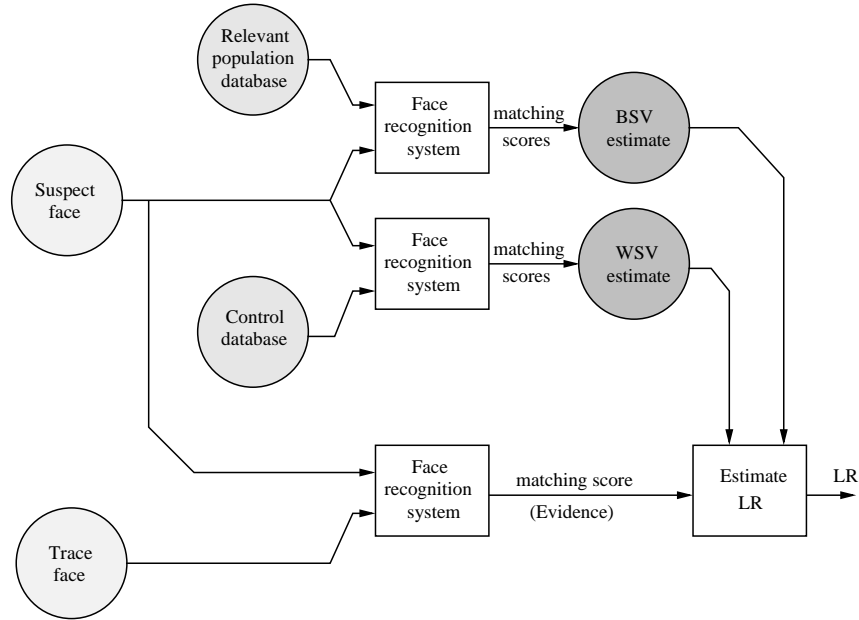 Relevant
population
database
Face
recognition
system
matching
scores
BSV
estimate
Suspect
face
Face
recognition
system
matching
scores
WSV
estimate
Control
database
Face
recognition
system
matching score
(Evidence)
Estimate
LR
LR
Trace
face